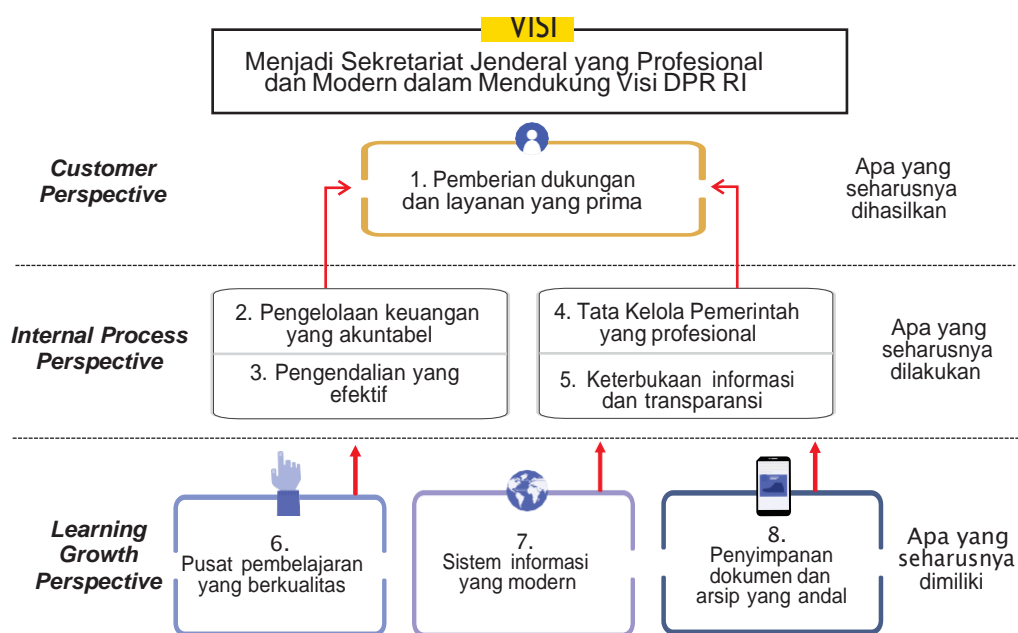 VISI
Menjadi Sekretariat Jenderal yang Profesional
dan Modern dalam Mendukung Visi DPR RI
Customer
Perspective
1. Pemberian dukungan
dan layanan yang prima
Apa yang
seharusnya
dihasilkan
Internal Process
Perspective
2. Pengelolaan keuangan
yang akuntabel
3. Pengendalian yang
efektif
4. Tata Kelola Pemerintah
yang profesional
5. Keterbukaan informasi
dan transparansi
Apa yang
seharusnya
dilakukan
Learning
Growth
Perspective
6.
Pusat pembelajaran
yang berkualitas
7.
Sistem informasi
yang modern
8.
Penyimpanan
dokumen dan
arsip yang andal
Apa yang
seharusnya
dimiliki